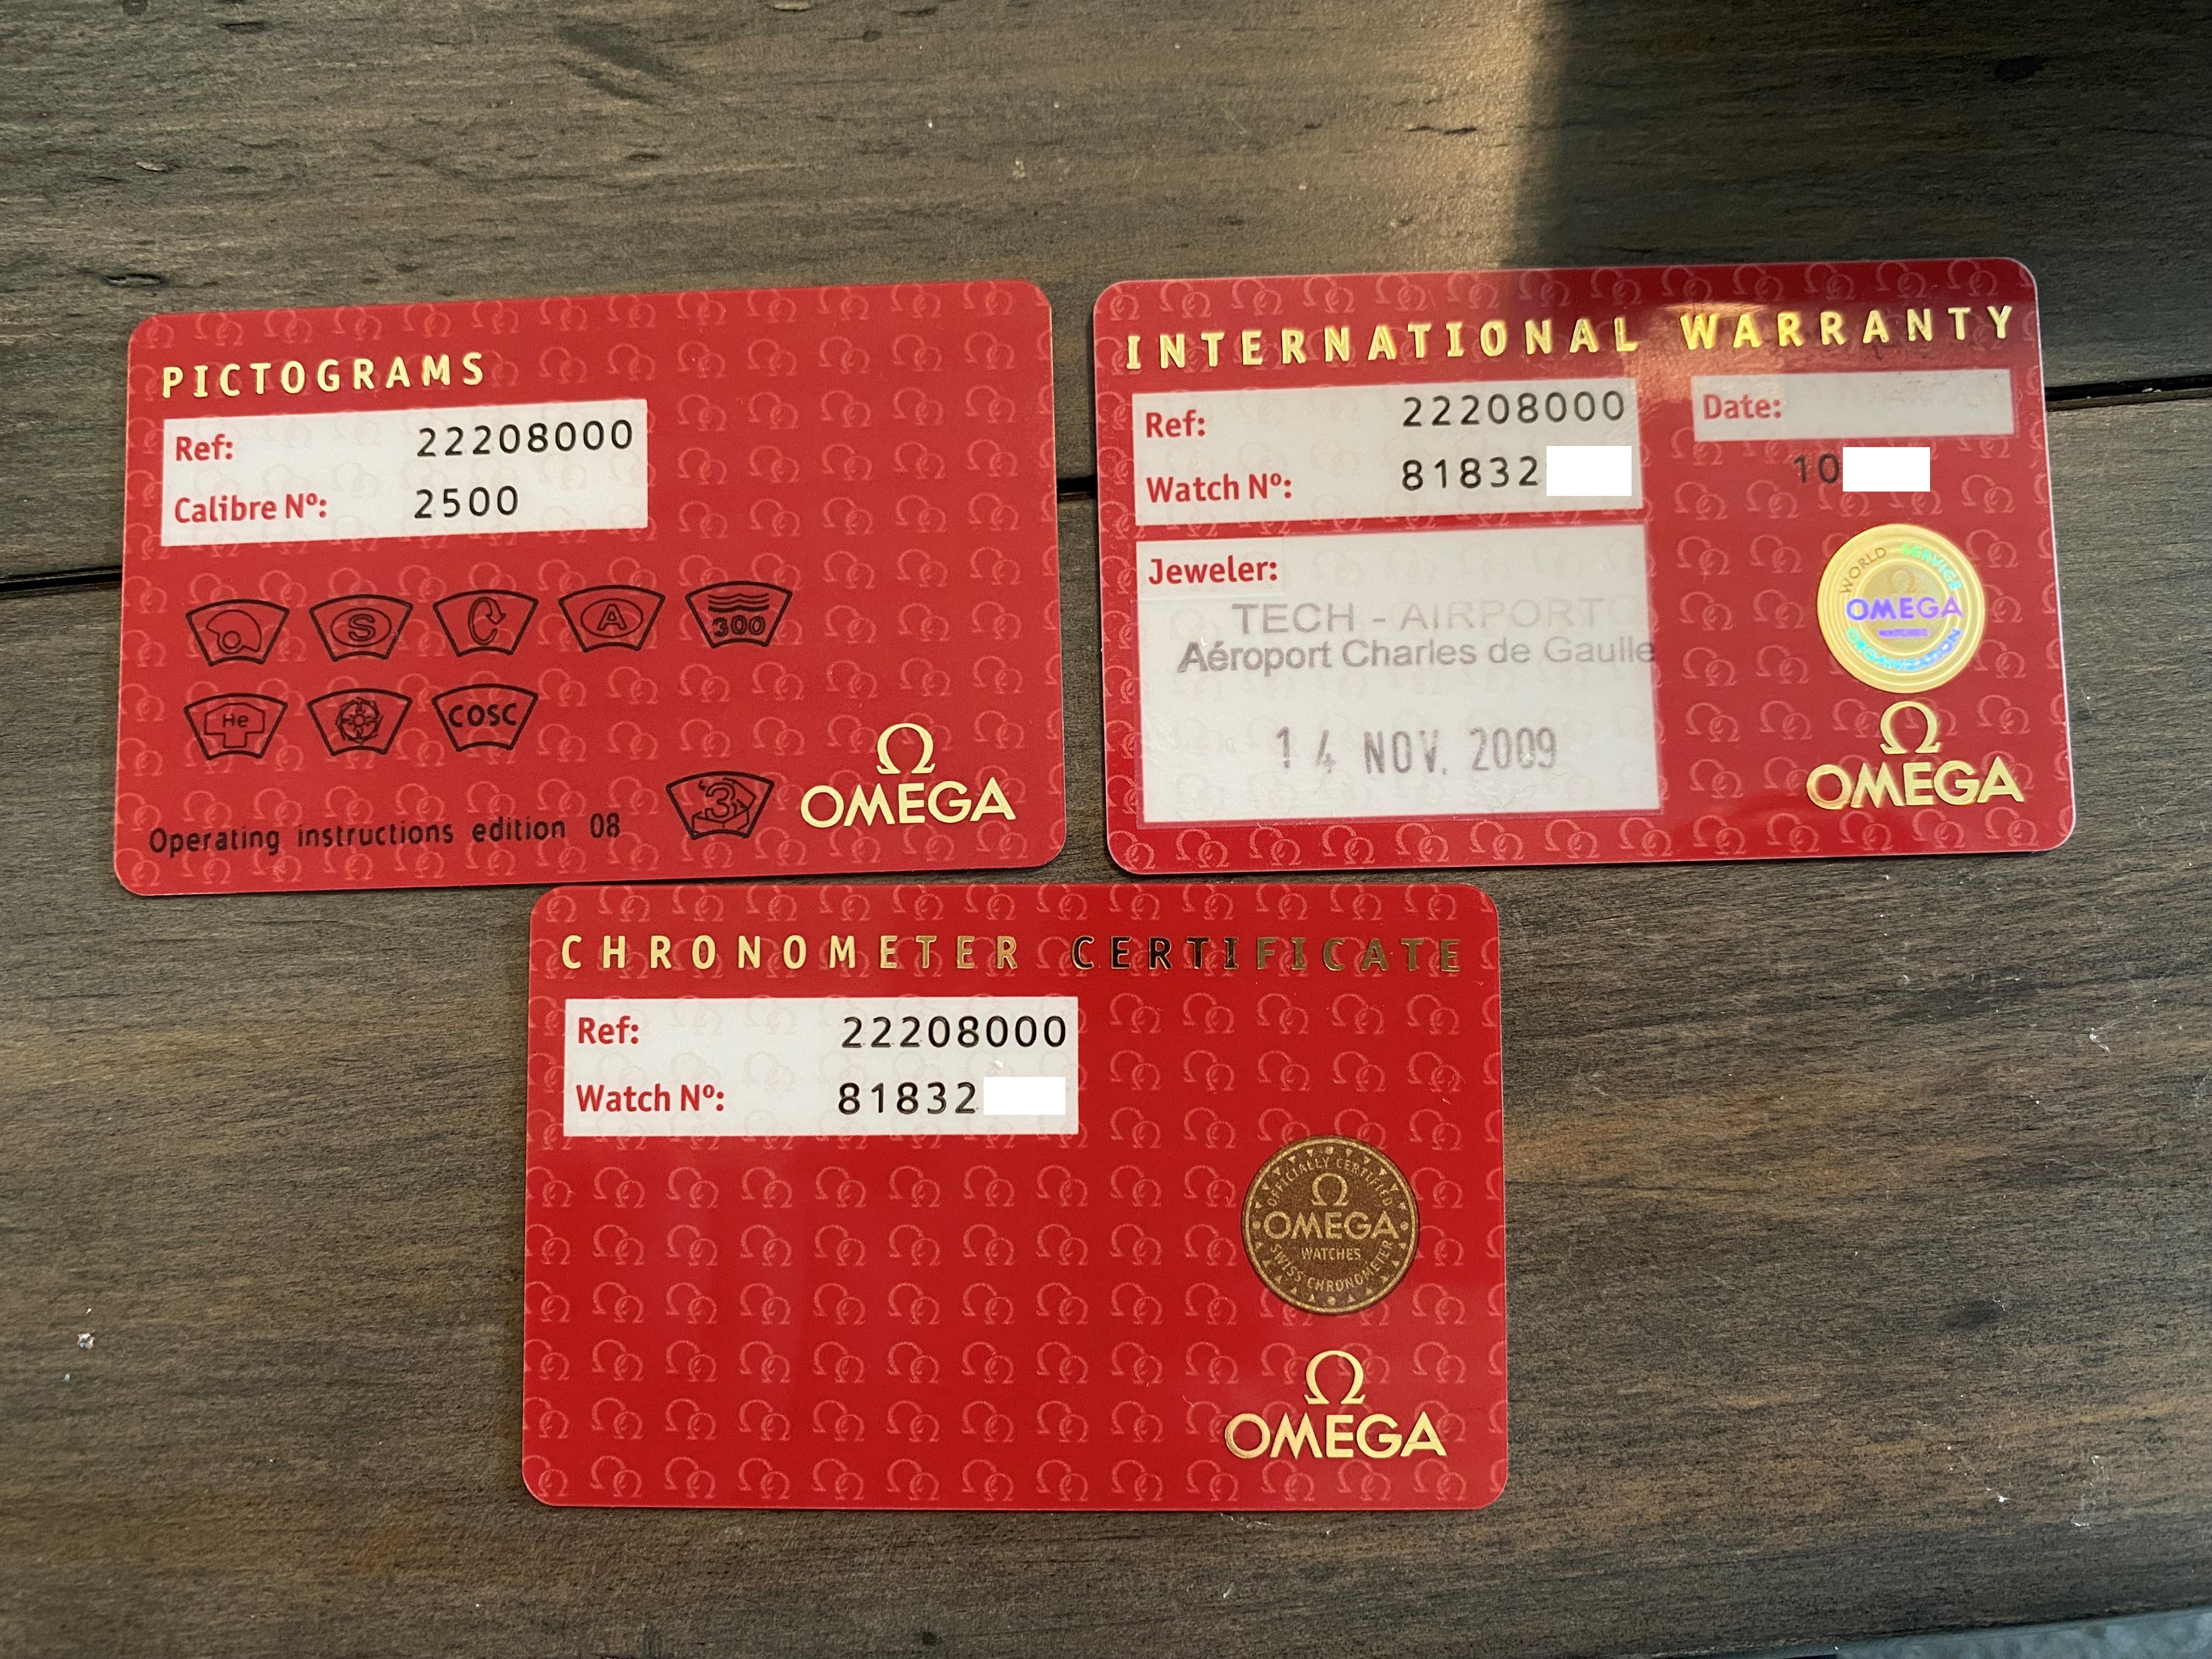 PICTOGRAMS
Ref: 22208000
Calibre Nº: 2500
S
C
A
300
He
COSC
3
Operating instructions edition 08
Ω
OMEGA
INTERNATIONAL WARRANTY
Ref: 22208000
Watch Nº: 81832
Date:
10
Jeweler:
TECH - AIRPORT
Aéroport Charles de Gaulle
14 NOV. 2009
WORLD SERVICE
Ω
OMEGA
WATCHES
ORGANIZATION
Ω
OMEGA
CHRONOMETER CERTIFICATE
Ref: 22208000
Watch Nº: 81832
OFFICIALLY CERTIFIED
Ω
OMEGA
WATCHES
SWISS CHRONOMETER
Ω
OMEGA